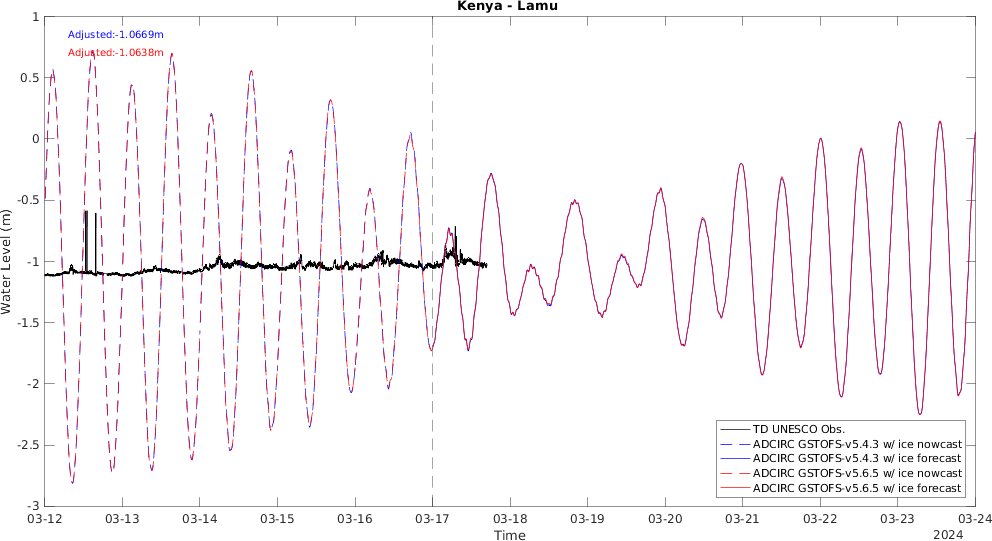 Kenya - Lamu
Adjusted:-1.0669m
Adjusted:-1.0638m
1
0.5
0
-0.5
-1
-1.5
-2
-2.5
-3
Water Level (m)
TD UNESCO Obs.
ADCIRC GSTOFS-v5.4.3 w/ ice nowcast
ADCIRC GSTOFS-v5.4.3 w/ ice forecast
ADCIRC GSTOFS-v5.6.5 w/ ice nowcast
ADCIRC GSTOFS-v5.6.5 w/ ice forecast
03-12 03-13 03-14 03-15 03-16 03-17 03-18 03-19 03-20 03-21 03-22 03-23 03-24
Time
2024